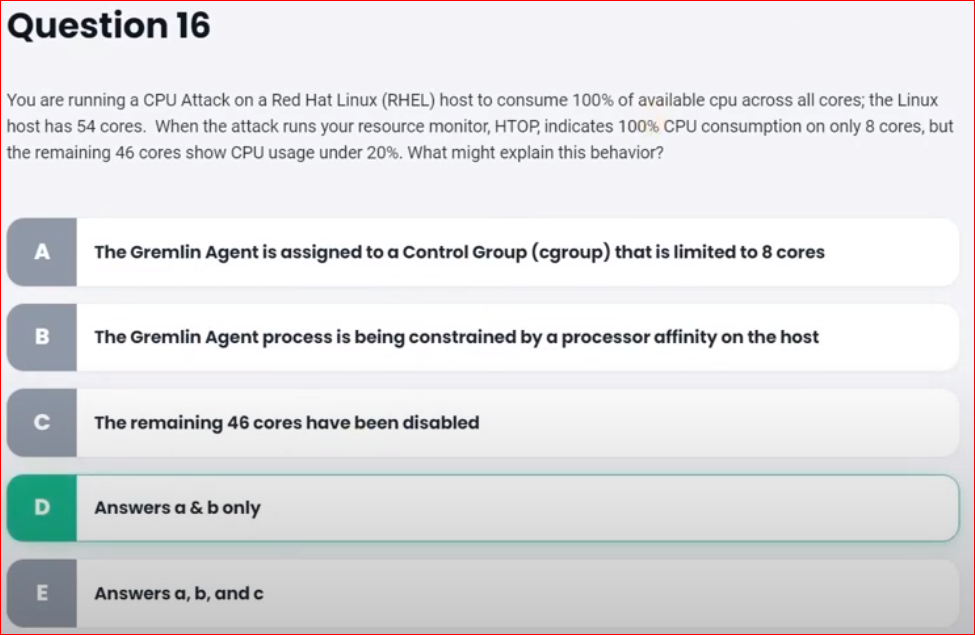 Question 16
You are running a CPU Attack on a Red Hat Linux (RHEL) host to consume 100% of available cpu across all cores; the Linux
host has 54 cores.  When the attack runs your resource monitor, HTOP, indicates 100% CPU consumption on only 8 cores, but
the remaining 46 cores show CPU usage under 20%. What might explain this behavior?
A The Gremlin Agent is assigned to a Control Group (cgroup) that is limited to 8 cores
B The Gremlin Agent process is being constrained by a processor affinity on the host
C The remaining 46 cores have been disabled
D Answers a & b only
E Answers a, b, and c